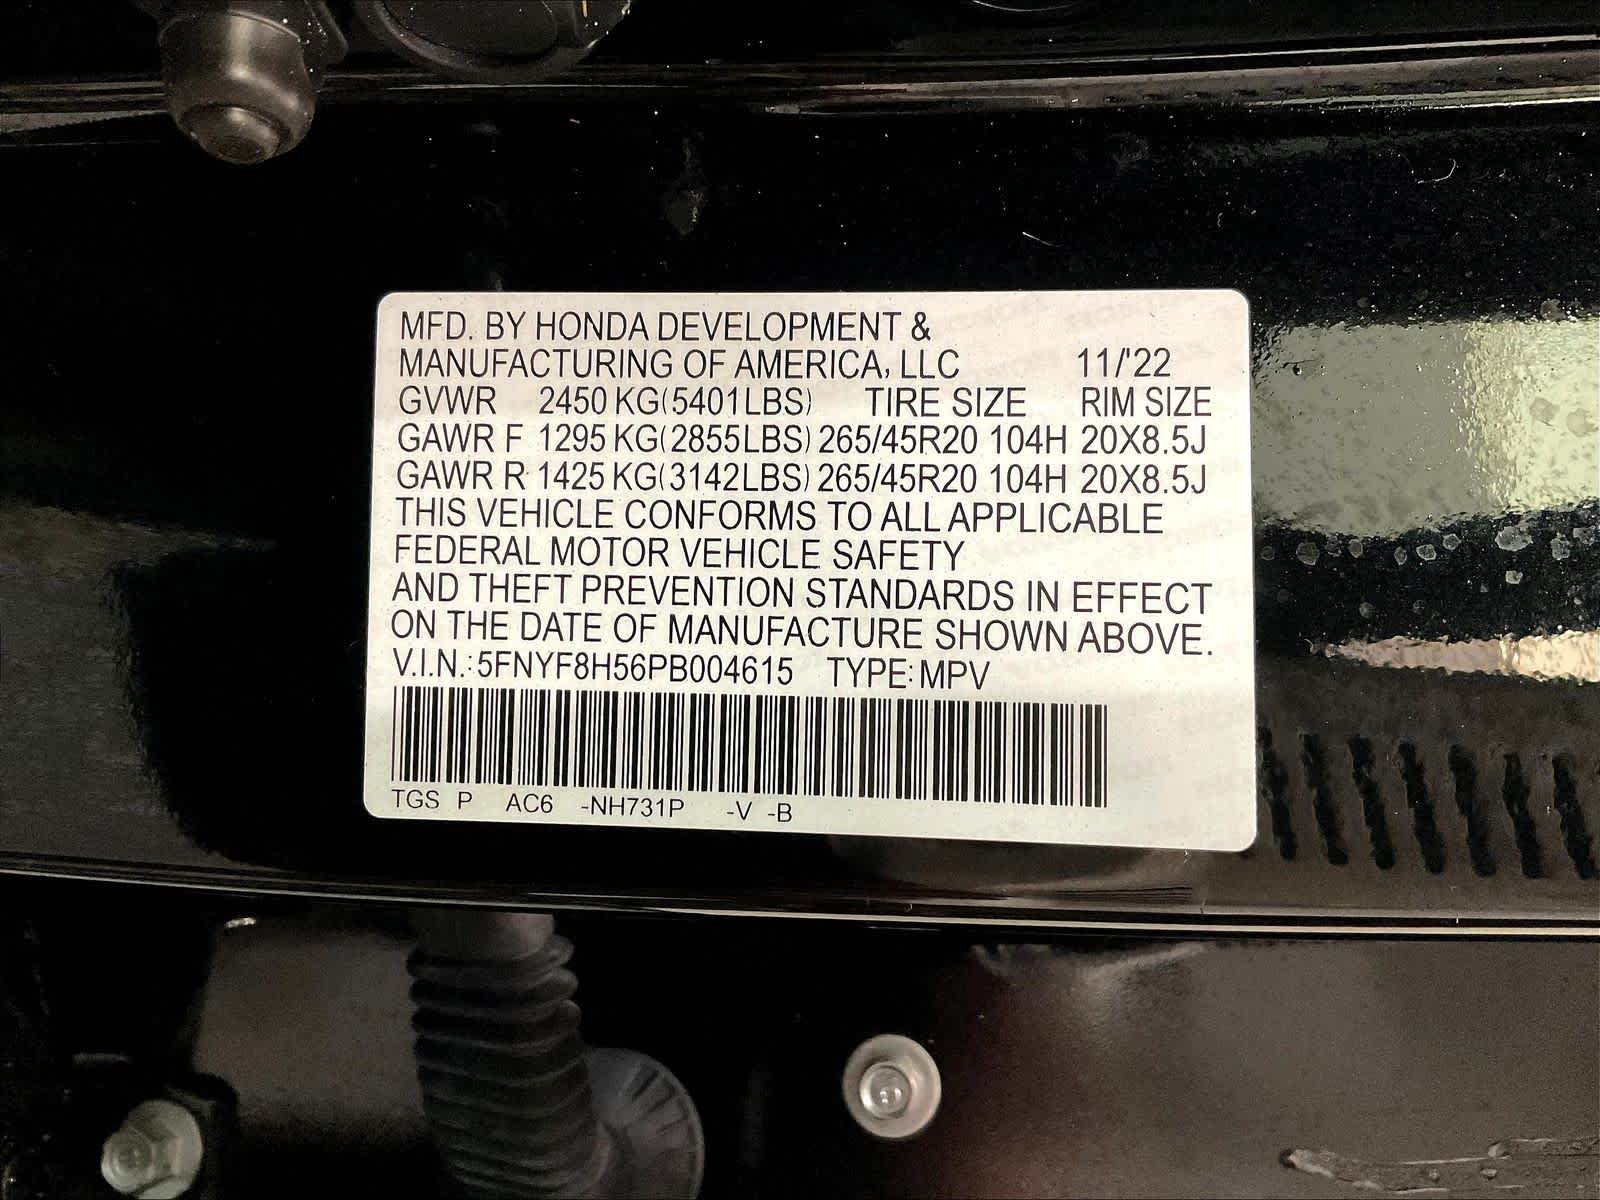 MFD. BY HONDA DEVELOPMENT &
MANUFACTURING OF AMERICA, LLC 11/'22
GVWR 2450 KG(5401LBS) TIRE SIZE RIM SIZE
GAWR F 1295 KG(2855LBS) 265/45R20 104H 20X8.5J
GAWR R 1425 KG(3142LBS) 265/45R20 104H 20X8.5J
THIS VEHICLE CONFORMS TO ALL APPLICABLE
FEDERAL MOTOR VEHICLE SAFETY
AND THEFT PREVENTION STANDARDS IN EFFECT
ON THE DATE OF MANUFACTURE SHOWN ABOVE.
V.I.N.: 5FNYF8H56PB004615 TYPE: MPV
TGS P AC6 -NH731P -V -B